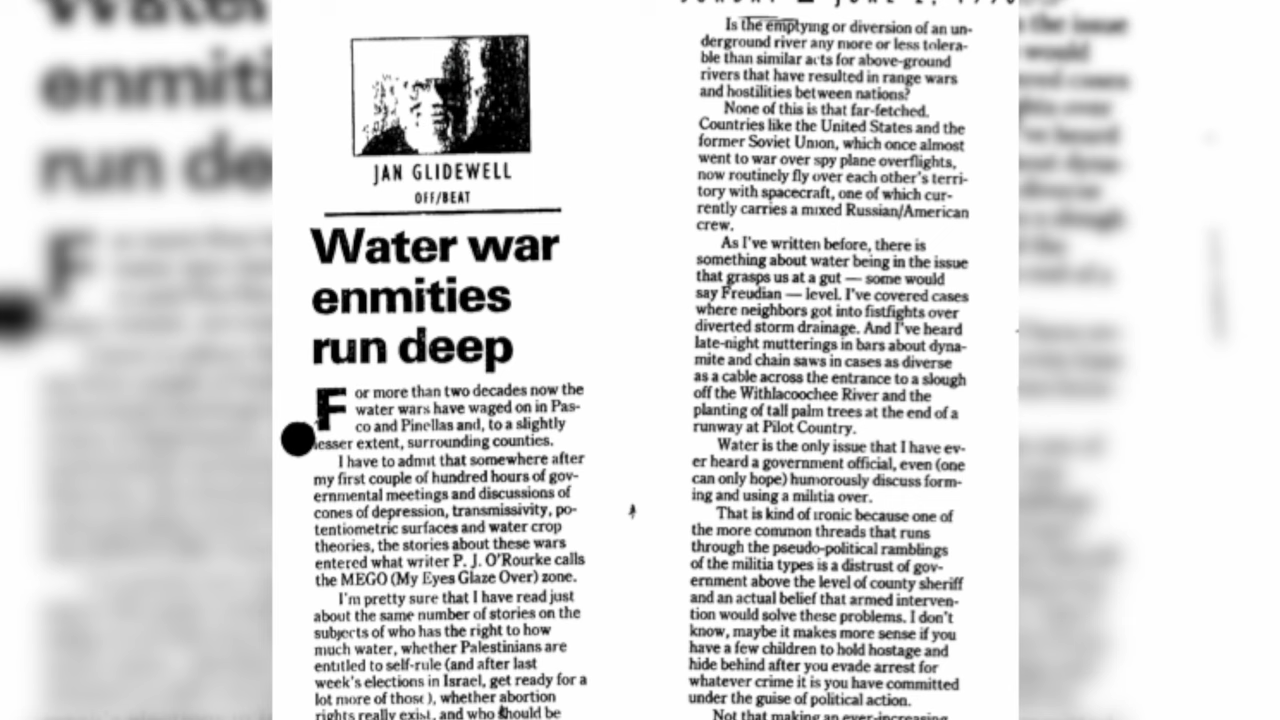 JAN GLIDEWELL
OFF/BEAT
Water war
enmities
run deep
For more than two decades now the
water wars have waged on in Pas-
co and Pinellas and, to a slightly
lesser extent, surrounding counties.
I have to admit that somewhere after
my first couple of hundred hours of gov-
ernmental meetings and discussions of
cones of depression, transmissivity, po-
tentiometric surfaces and water crop
theories, the stories about these wars
entered what writer P. J. O'Rourke calls
the MEGO (My Eyes Glaze Over) zone.
I'm pretty sure that I have read just
about the same number of stories on the
subjects of who has the right to how
much water, whether Palestinians are
entitled to self-rule (and after last
week's elections in Israel, get ready for a
lot more of those), whether abortion
rights really exist, and who should be
Is the emptying or diversion of an un-
derground river any more or less tolera-
ble than similar acts for above-ground
rivers that have resulted in range wars
and hostilities between nations?
None of this is that far-fetched.
Countries like the United States and the
former Soviet Union, which once almost
went to war over spy plane overflights,
now routinely fly over each other's terri-
tory with spacecraft, one of which cur-
rently carries a mixed Russian/American
crew.
As I've written before, there is
something about water being in the issue
that grasps us at a gut — some would
say Freudian — level. I've covered cases
where neighbors got into fistfights over
diverted storm drainage. And I've heard
late-night mutterings in bars about dyna-
mite and chain saws in cases as diverse
as a cable across the entrance to a slough
off the Withlacoochee River and the
planting of tall palm trees at the end of a
runway at Pilot Country.
Water is the only issue that I have ev-
er heard a government official, even (one
can only hope) humorously discuss form-
ing and using a militia over.
That is kind of ironic because one of
the more common threads that runs
through the pseudo-political ramblings
of the militia types is a distrust of gov-
ernment above the level of county sheriff
and an actual belief that armed interven-
tion would solve these problems. I don't
know, maybe it makes more sense if you
have a few children to hold hostage and
hide behind after you evade arrest for
whatever crime it is you have committed
under the guise of political action.
Not that making an ever-increasing